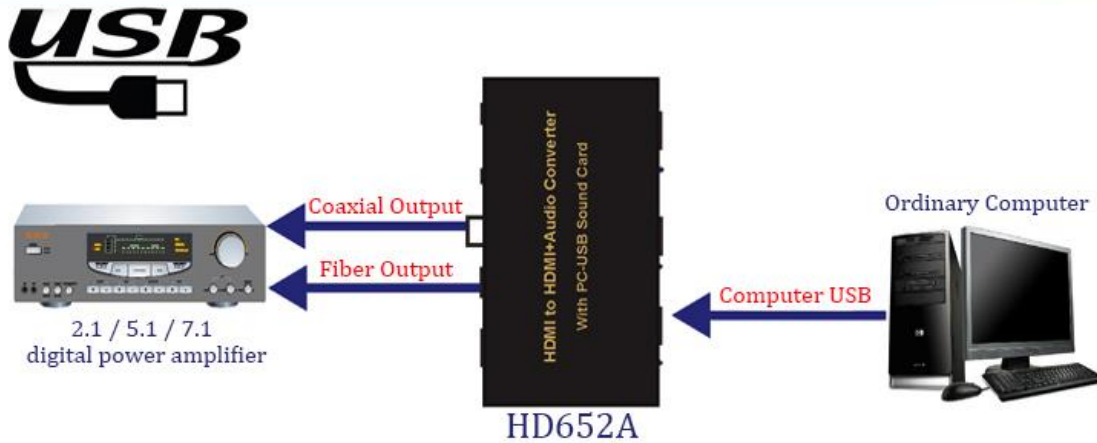 USB
Coaxial Output
Fiber Output
2.1 / 5.1 / 7.1
digital power amplifier
HDMI to HDMI+Audio Converter
With PC-USB Sound Card
HD652A
Computer USB
Ordinary Computer